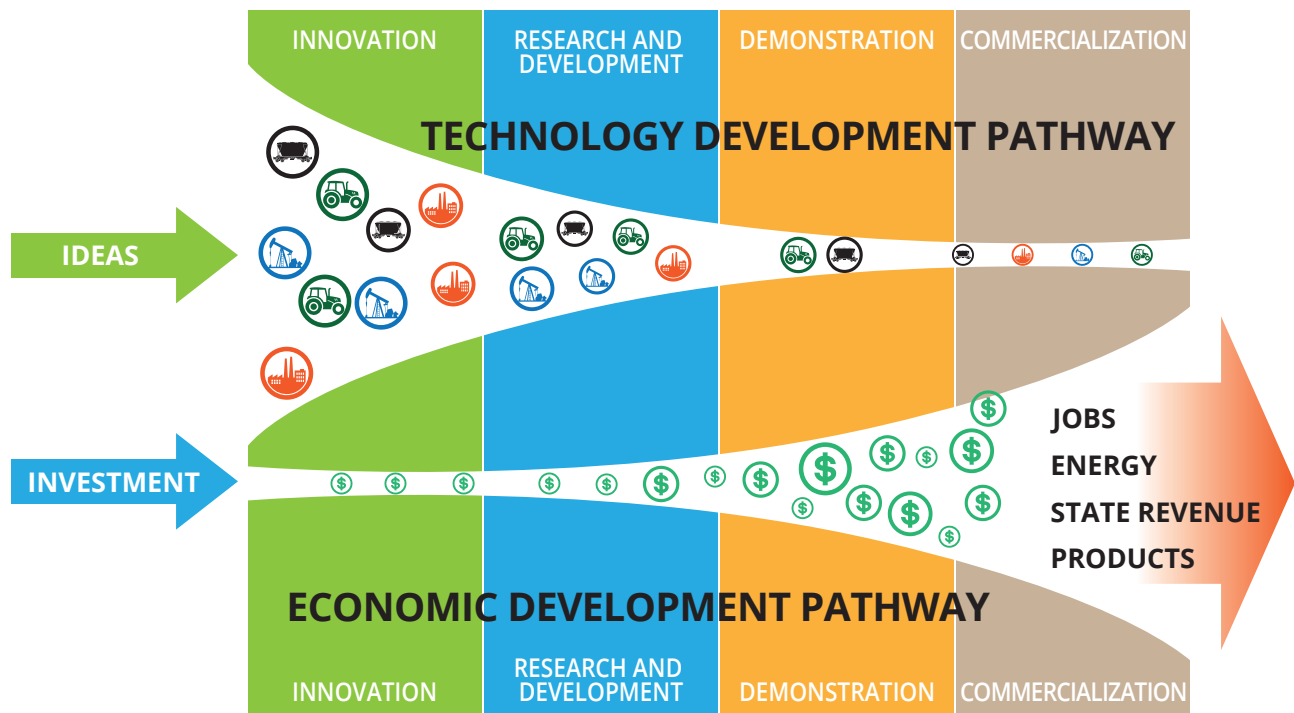 INNOVATION
RESEARCH AND
DEVELOPMENT
DEMONSTRATION
COMMERCIALIZATION
TECHNOLOGY DEVELOPMENT PATHWAY
IDEAS
INVESTMENT
$ $ $ $ $ $ $ $ $ $ $ $ $ $ $ $ $ $
JOBS
ENERGY
STATE REVENUE
PRODUCTS
ECONOMIC DEVELOPMENT PATHWAY
INNOVATION
RESEARCH AND
DEVELOPMENT
DEMONSTRATION
COMMERCIALIZATION